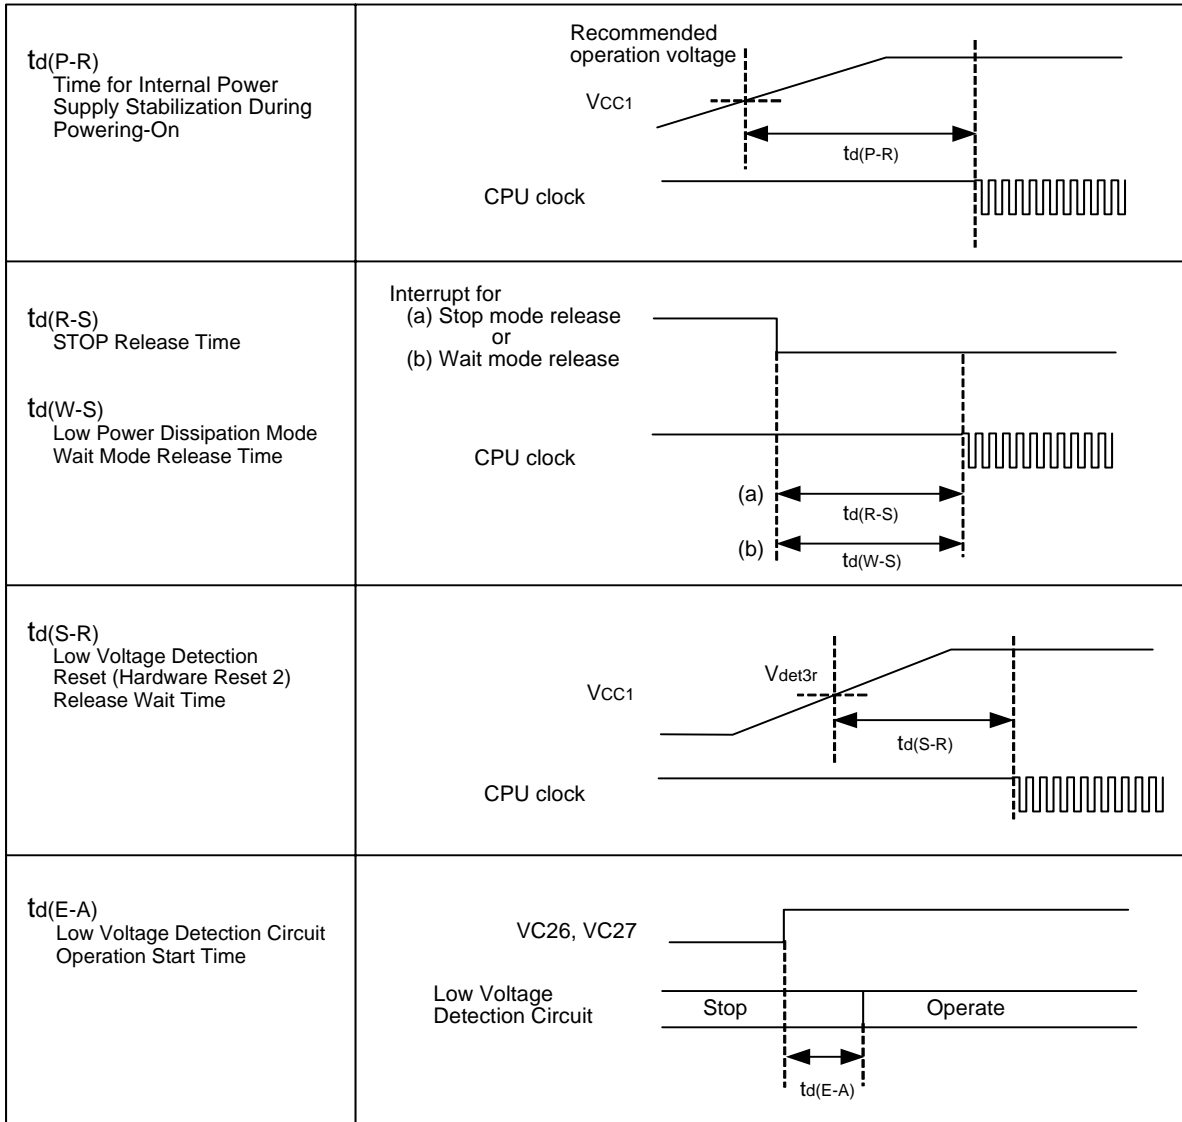 td(P-R)
Time for Internal Power
Supply Stabilization During
Powering-On
Recommended
operation voltage
VCC1
td(P-R)
CPU clock
td(R-S)
STOP Release Time
td(W-S)
Low Power Dissipation Mode
Wait Mode Release Time
Interrupt for
(a) Stop mode release
or
(b) Wait mode release
CPU clock
(a)
td(R-S)
(b)
td(W-S)
td(S-R)
Low Voltage Detection
Reset (Hardware Reset 2)
Release Wait Time
Vdet3r
VCC1
td(S-R)
CPU clock
td(E-A)
Low Voltage Detection Circuit
Operation Start Time
VC26, VC27
Low Voltage
Detection Circuit
Stop
Operate
td(E-A)